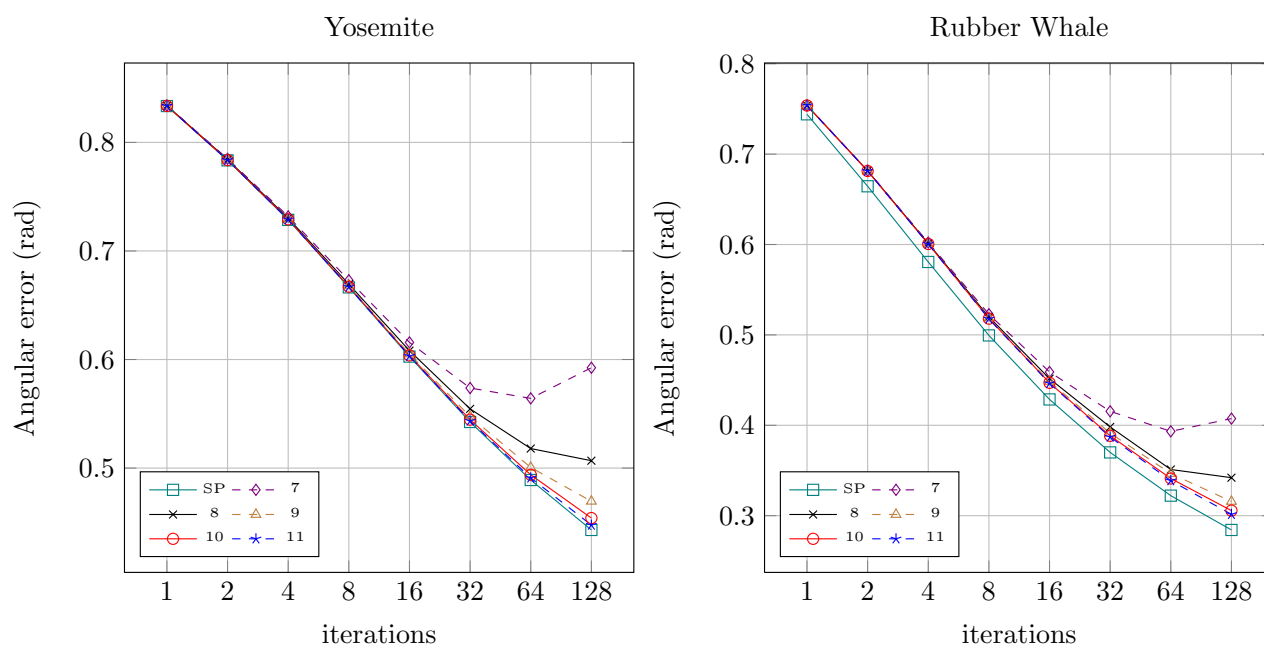 Yosemite
Angular error (rad)
0.8
0.7
0.6
0.5
SP 7
8 9
10 11
1 2 4 8 16 32 64 128
iterations
Rubber Whale
Angular error (rad)
0.8
0.7
0.6
0.5
0.4
0.3
SP 7
8 9
10 11
1 2 4 8 16 32 64 128
iterations